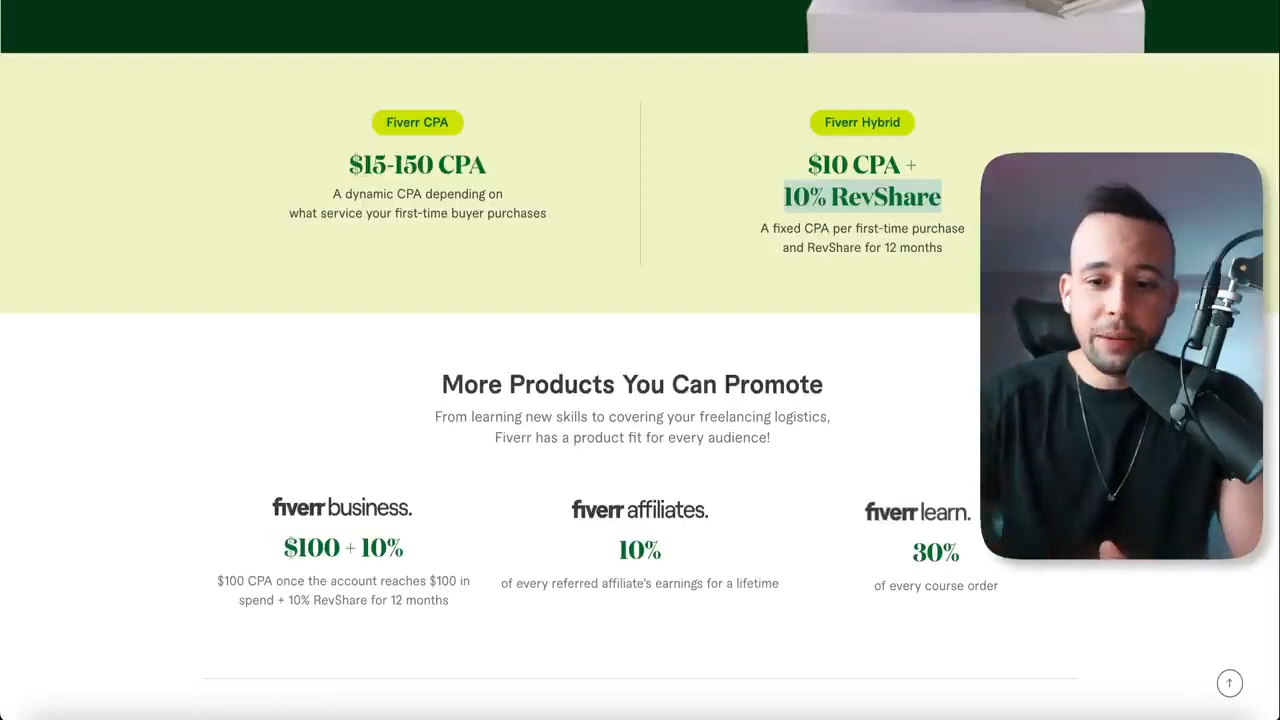 Fiverr CPA
$15-150 CPA
A dynamic CPA depending on
what service your first-time buyer purchases
Fiverr Hybrid
$10 CPA +
10% RevShare
A fixed CPA per first-time purchase
and RevShare for 12 months
More Products You Can Promote
From learning new skills to covering your freelancing logistics,
Fiverr has a product fit for every audience!
fiverr business.
$100 + 10%
$100 CPA once the account reaches $100 in
spend + 10% RevShare for 12 months
fiverr affiliates.
10%
of every referred affiliate's earnings for a lifetime
fiverr learn.
30%
of every course order